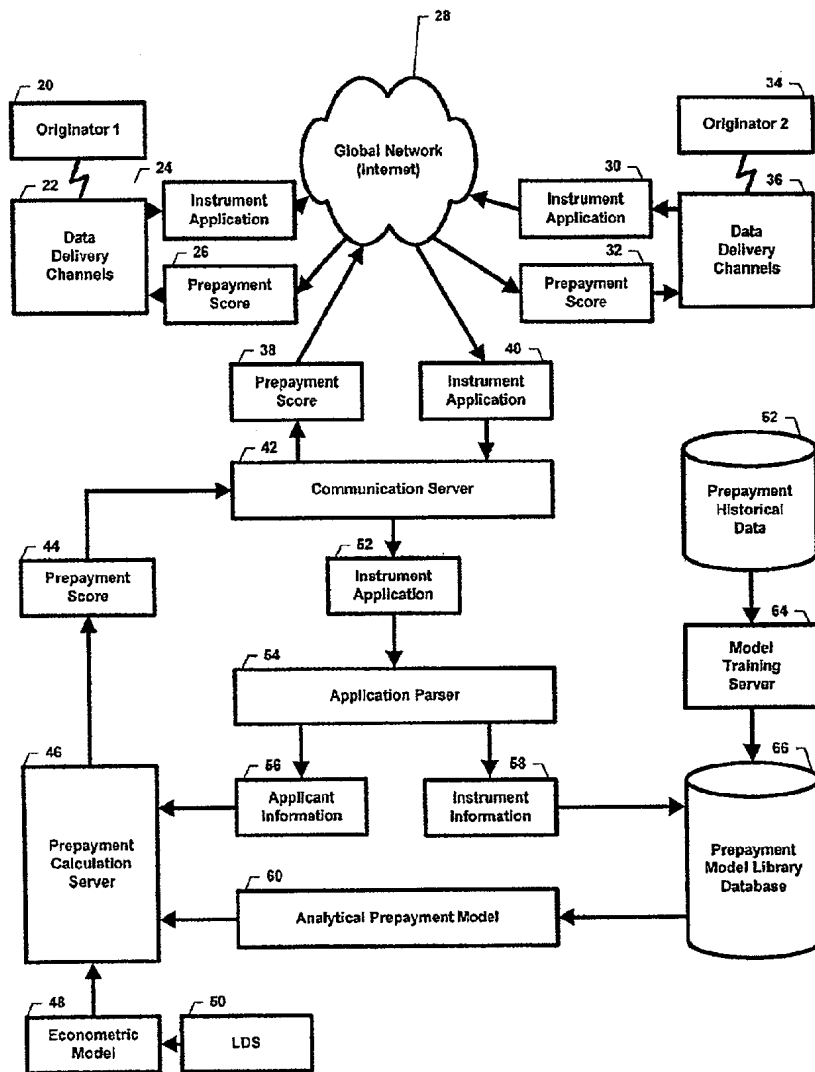 28
20
34
Originator 1
Originator 2
Global Network
(Internet)
22
24
30
36
Instrument
Application
Instrument
Application
Data
Delivery
Channels
Data
Delivery
Channels
26
32
Prepayment
Score
Prepayment
Score
38
40
Prepayment
Score
Instrument
Application
42
62
Communication Server
Prepayment
Historical
Data
44
52
Prepayment
Score
Instrument
Application
64
54
Model
Training
Server
Application Parser
46
56
58
66
Applicant
Information
Instrument
Information
Prepayment
Calculation
Server
Prepayment
Model Library
Database
60
Analytical Prepayment Model
48
50
Econometric
Model
LDS